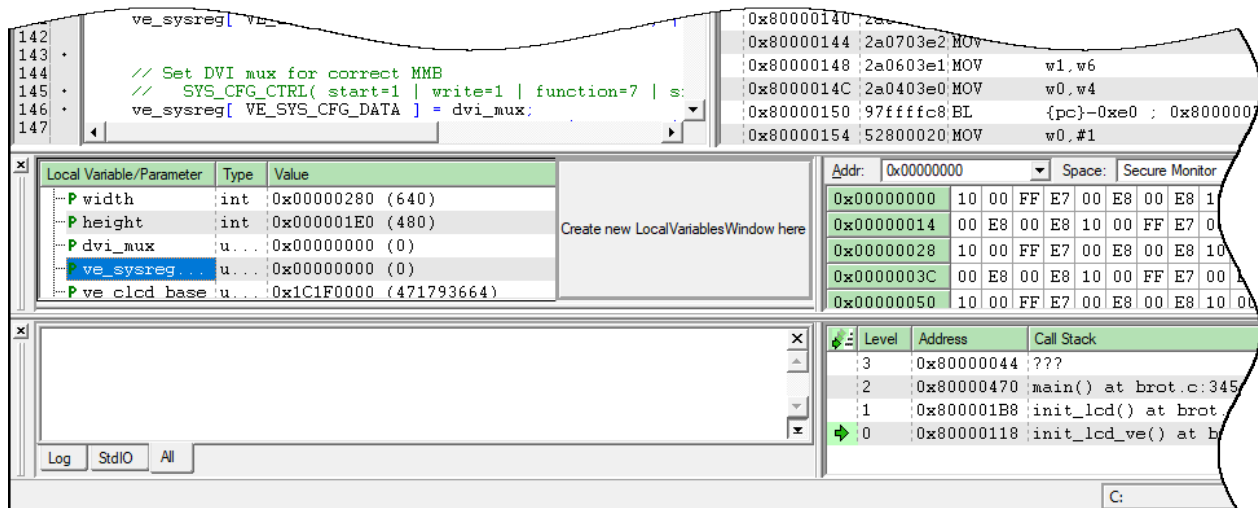 ve_sysreg[
142
143
144 // Set DVI mux for correct MMB
145 // SYS_CFG_CTRL( start=1 | write=1 | function=7 |
146 ve_sysreg[ VE_SYS_CFG_DATA ] = dvi_mux;
147
0x80000140
0x80000144 2a0703e2 MOV
0x80000148 2a0603e1 MOV w1,w6
0x8000014C 2a0403e0 MOV w0,w4
0x80000150 97ffffc8 BL {pc}-0xe0 ;
0x80000154 52800020 MOV w0,#1
Local Variable/Parameter Type Value
P width int 0x00000280 (640)
P height int 0x000001E0 (480)
P dvi_mux u... 0x00000000 (0)
P ve_sysreg... u... 0x00000000 (0)
P ve_clcd_base u... 0x1C1F0000 (471793664)
Create new LocalVariablesWindow here
Addr: 0x00000000 Space: Secure Monitor
0x00000000 10 00 FF E7 00 E8 00 E8
0x00000014 00 E8 00 E8 10 00 FF E7
0x00000028 10 00 FF E7 00 E8 00 E8 10
0x0000003C 00 E8 00 E8 10 00 FF E7 00
0x00000050 10 00 FF E7 00 E8 00 E8 10 00
Log StdIO All
Level Address Call Stack
3 0x80000044 ???
2 0x80000470 main() at brot.c:345
1 0x800001B8 init_lcd() at brot.
0 0x80000118 init_lcd_ve() at
C: